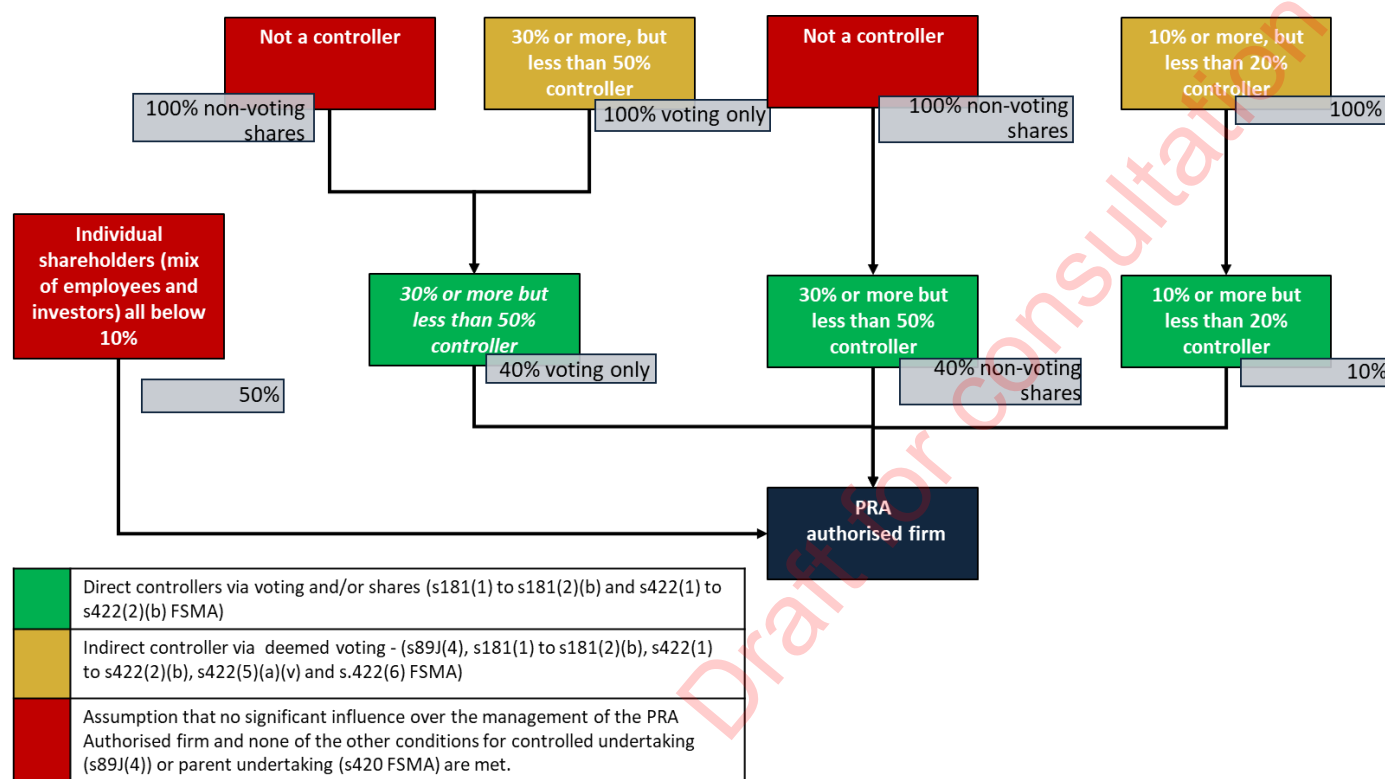 Not a controller
30% or more, but
less than 50%
controller
Not a controller
10% or more, but
less than 20%
controller
100% non-voting
shares
100% voting only
100% non-voting
shares
100%
Individual
shareholders (mix
of employees and
investors) all below
10%
30% or more but
less than 50%
controller
30% or more but
less than 50%
controller
10% or more but
less than 20%
controller
50%
40% voting only
40% non-voting
shares
10%
PRA
authorised firm
Direct controllers via voting and/or shares (s181(1) to s181(2)(b) and s422(1) to
s422(2)(b) FSMA)
Indirect controller via deemed voting - (s89J(4), s181(1) to s181(2)(b), s422(1)
to s422(2)(b), s422(5)(a)(v) and s.422(6) FSMA)
Assumption that no significant influence over the management of the PRA
Authorised firm and none of the other conditions for controlled undertaking
(s89J(4)) or parent undertaking (s420 FSMA) are met.
Draft for consultation